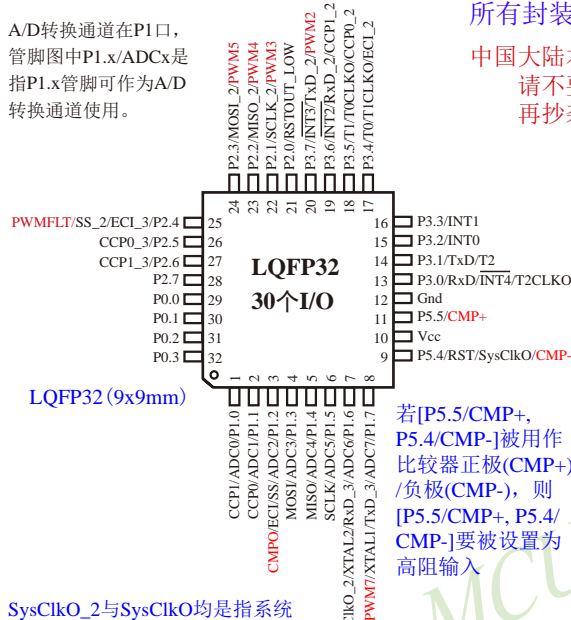 A/D转换通道在P1口，
管脚图中P1.x/ADCx是
指P1.x管脚可作为A/D
转换通道使用。
所有封装
中国大陆
请不要
再抄
P2.3/MOSI_2/PWM5
P2.2/MISO_2/PWM4
P2.1/SCLK_2/PWM3
P2.0/RSTOUT_LOW
P3.7/INT3/TxD_2/PWM2
P3.6/INT2/RxD_2/CCP1_2
P3.5/T1/T0CLKO/CCP0_2
P3.4/T0/T1CLKO/ECI_2
24 23 22 21 20 19 18 17
PWMFLT/SS_2/ECI_3/P2.4 25
CCP0_3/P2.5 26
CCP1_3/P2.6 27
P2.7 28
P0.0 29
P0.1 30
P0.2 31
P0.3 32
LQFP32
30个I/O
16 P3.3/INT1
15 P3.2/INT0
14 P3.1/TxD/T2
13 P3.0/RxD/INT4/T2CLKO
12 Gnd
11 P5.5/CMP+
10 Vcc
9 P5.4/RST/SysClkO/CMP-
1 2 3 4 5 6 7 8
CCP1/ADC0/P1.0
CCP0/ADC1/P1.1
CMPO/ECI/SS/ADC2/P1.2
MOSI/ADC3/P1.3
MISO/ADC4/P1.4
SCLK/ADC5/P1.5
lkO_2/XTAL2/RxD_3/ADC6/P1.6
PWM7/XTAL1/TxD_3/ADC7/P1.7
LQFP32(9x9mm)
若[P5.5/CMP+,
P5.4/CMP-]被用作
比较器正极(CMP+)
/负极(CMP-)，则
[P5.5/CMP+, P5.4/
CMP-]要被设置为
高阻输入
SysClkO_2与SysClkO均是指系统
MCU